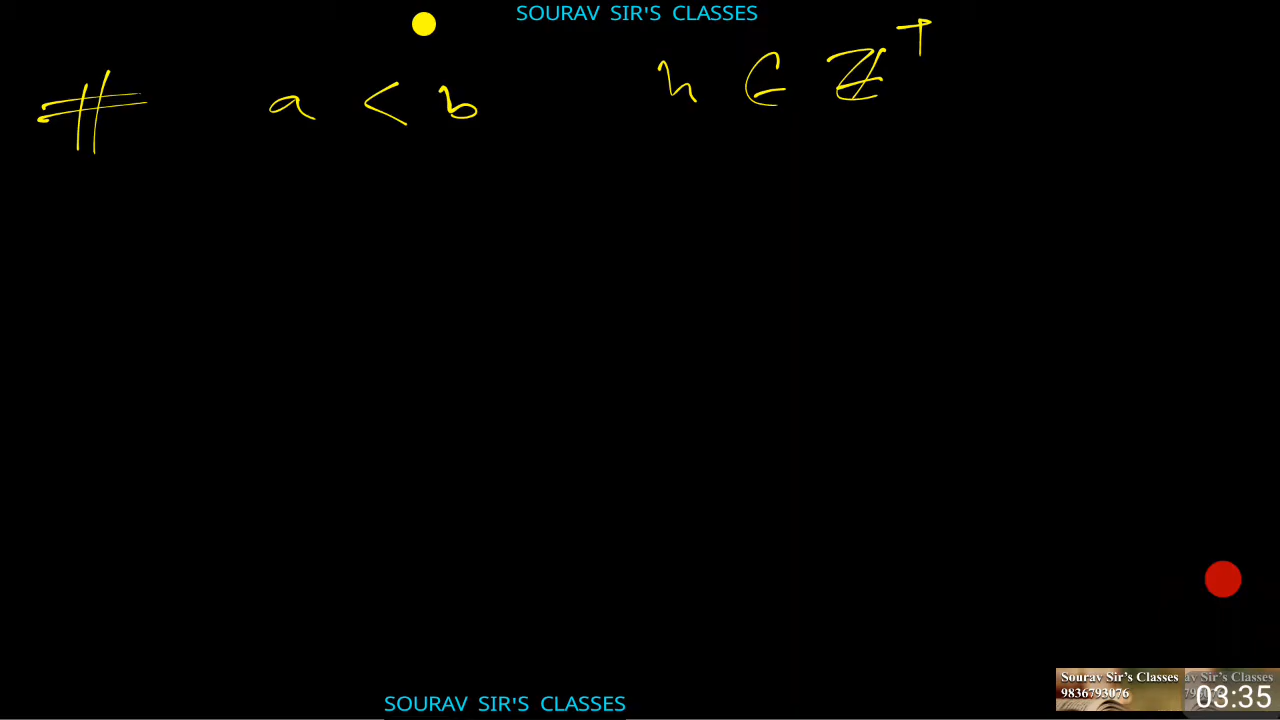 SOURAV SIR'S CLASSES
# a < b n ∈ Z⁺
Sourav Sir's Classes
9836793076
03:35
SOURAV SIR'S CLASSES